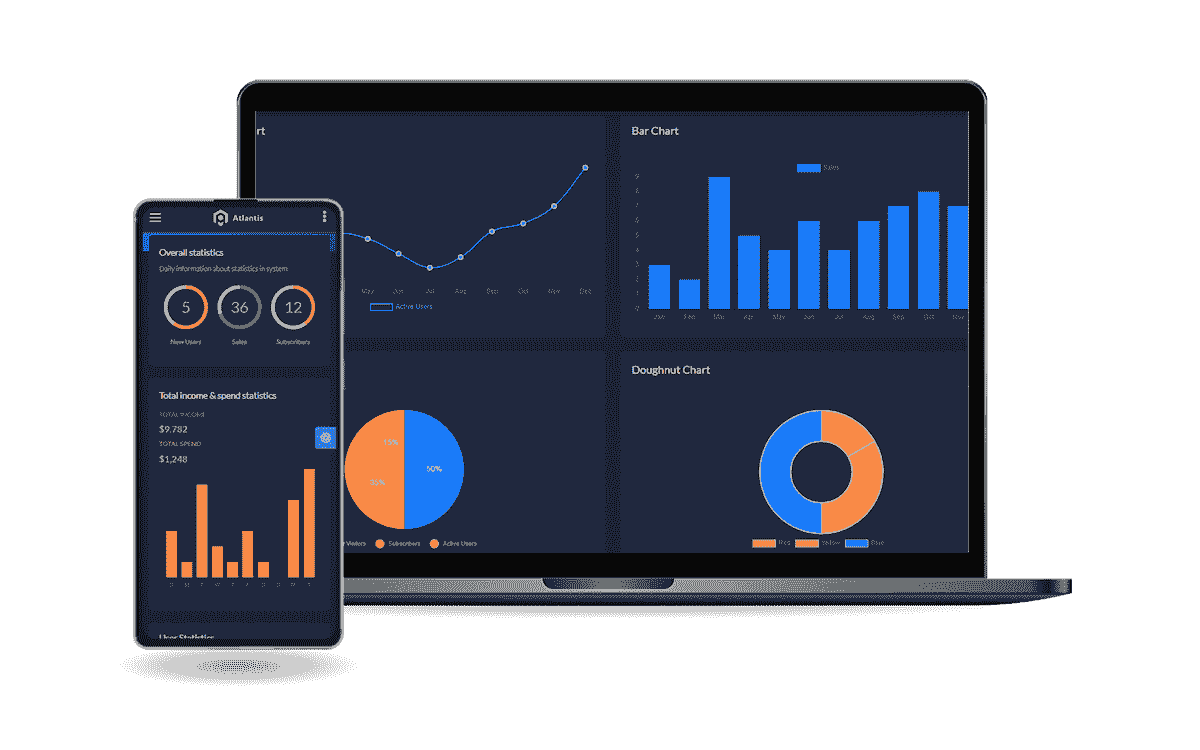 Atlantis
Overall statistics
Daily information about statistics in system
5
36
12
New Users
Sales
Subscribers
Total income & spend statistics
TOTAL INCOME
$9,782
TOTAL SPEND
$1,248
User Statistics
rt
May Jun Jul Aug Sep Oct Nov Dec
Active Users
15%
35%
50%
Subscribers
Active Users
Bar Chart
Sales
9
8
7
6
5
4
3
2
1
0
Jan Feb Mar Apr May Jun Jul Aug Sep Oct Nov
Doughnut Chart
Red Yellow Blue